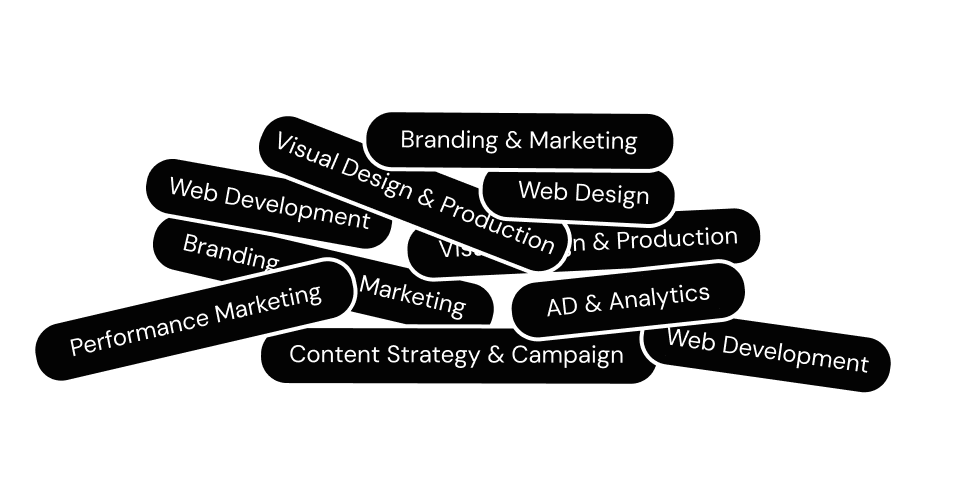 Branding & Marketing
Visual Design & Production
Web Design
Web Development
n & Production
Branding Marketing
AD & Analytics
Performance Marketing
Content Strategy & Campaign
Web Development